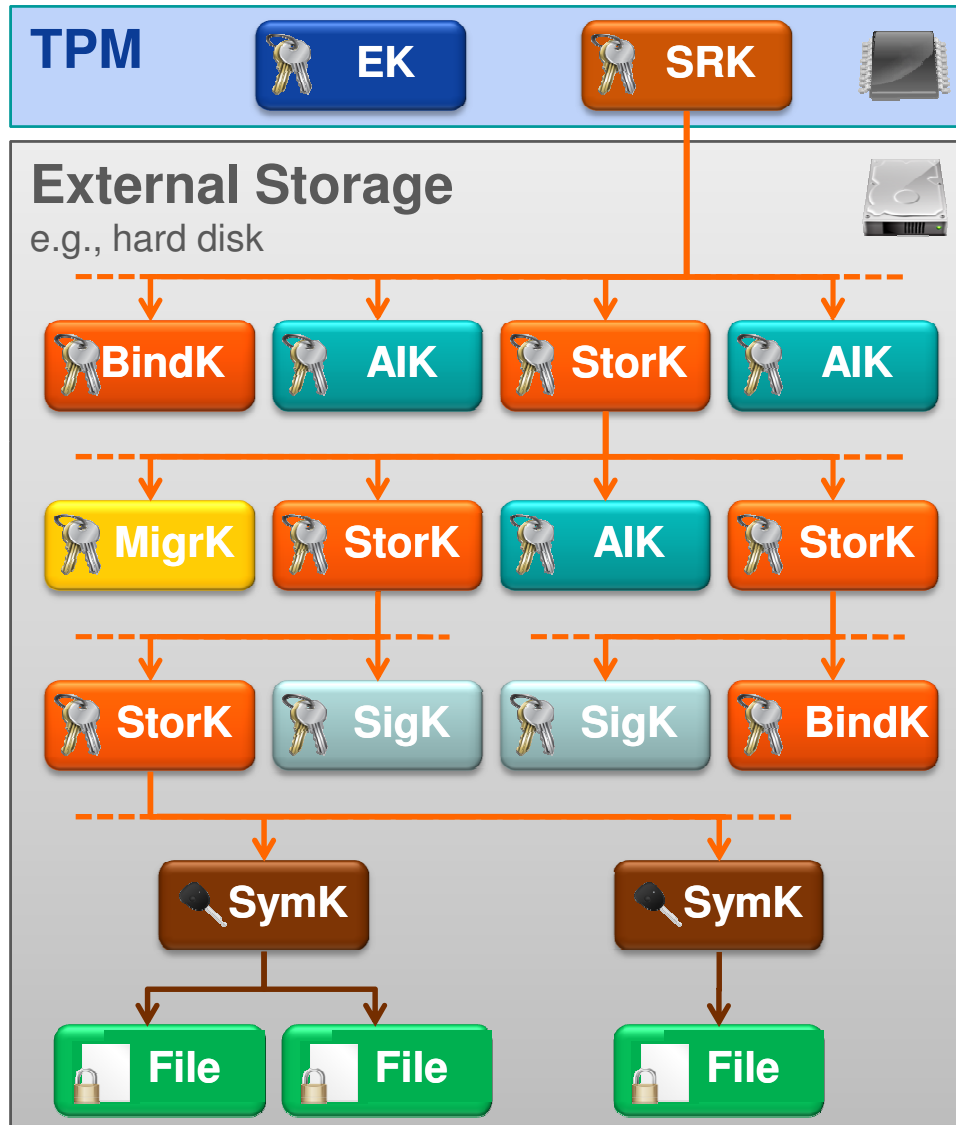 TPM
EK
SRK
External Storage
e.g., hard disk
BindK
AIK
StorK
AIK
MigrK
StorK
AIK
StorK
StorK
SigK
SigK
BindK
SymK
SymK
File
File
File